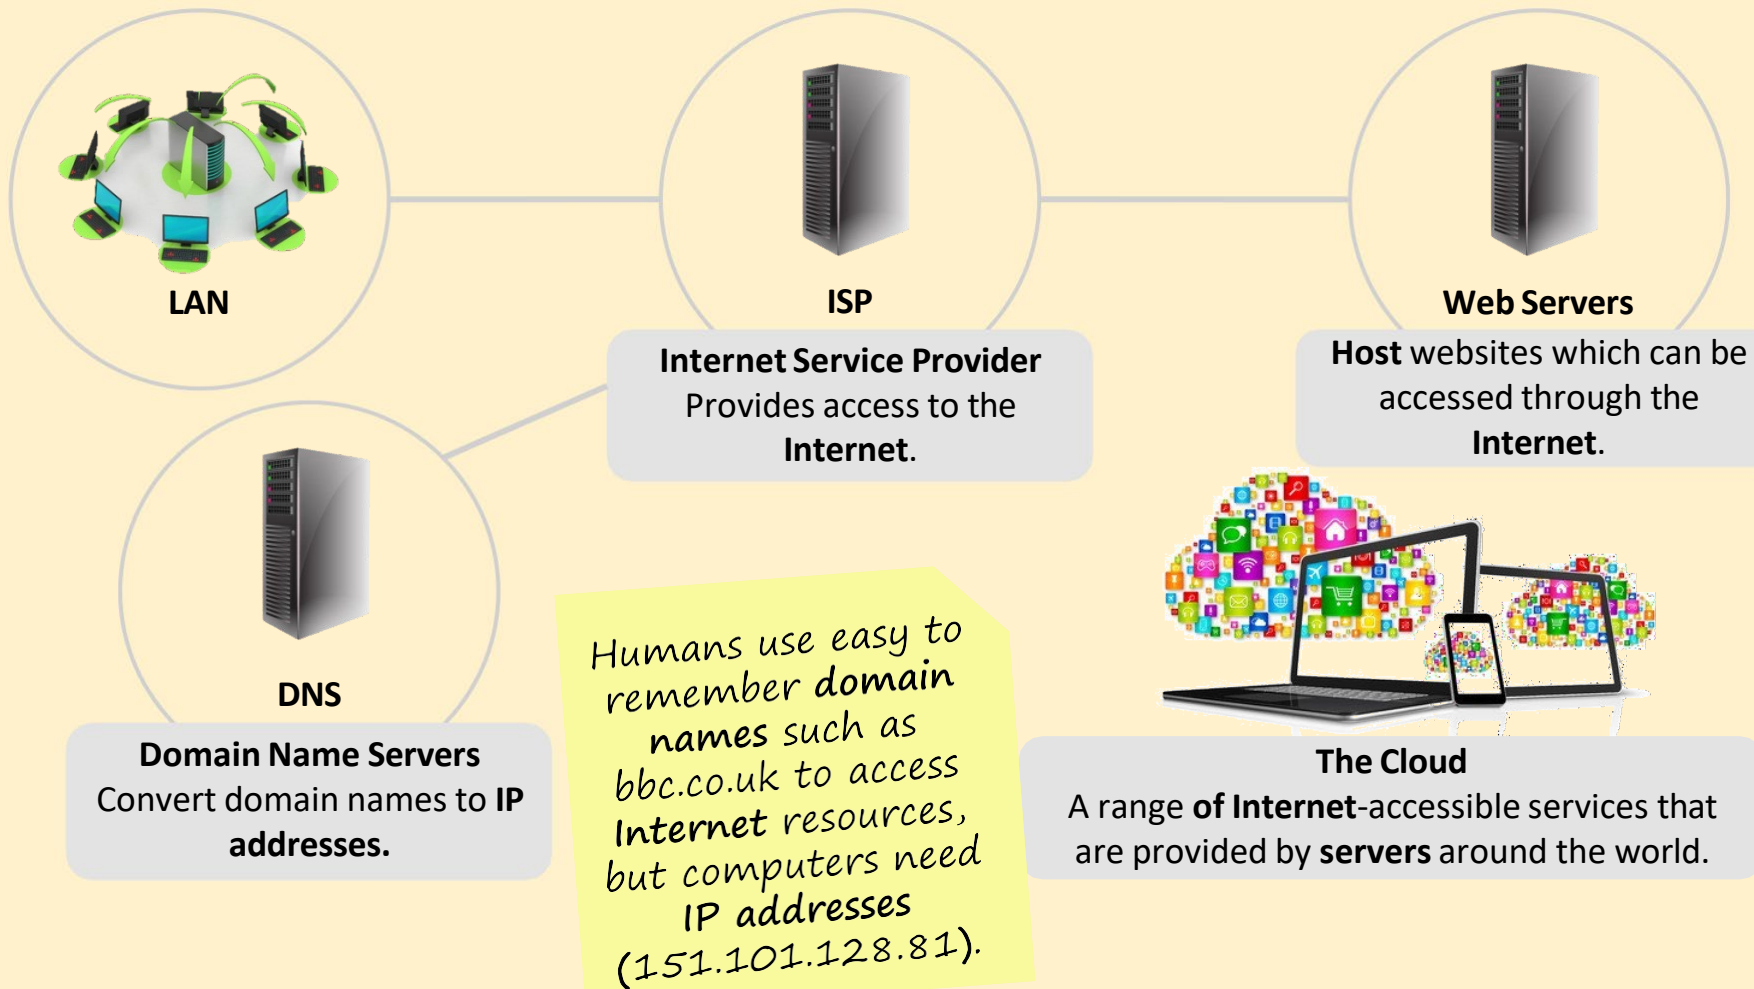 LAN
ISP
Internet Service Provider
Provides access to the
Internet.
Web Servers
Host websites which can be
accessed through the
Internet.
DNS
Domain Name Servers
Convert domain names to IP
addresses.
Humans use easy to
remember domain
names such as
bbc.co.uk to access
Internet resources,
but computers need
IP addresses
(151.101.128.81).
The Cloud
A range of Internet-accessible services that
are provided by servers around the world.